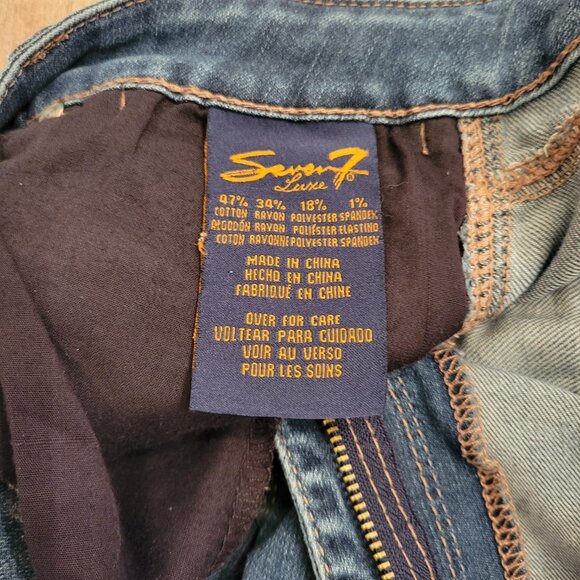 Seven7®
Luxe
47% 34% 18% 1%
COTTON RAYON POLYESTER SPANDEX
ALGODÓN RAYON POLIÉSTER ELASTINO
COTON RAYONNE POLYESTER SPANDEX
MADE IN CHINA
HECHO EN CHINA
FABRIQUÉ EN CHINE
OVER FOR CARE
VOLTEAR PARA CUIDADO
VOIR AU VERSO
POUR LES SOINS